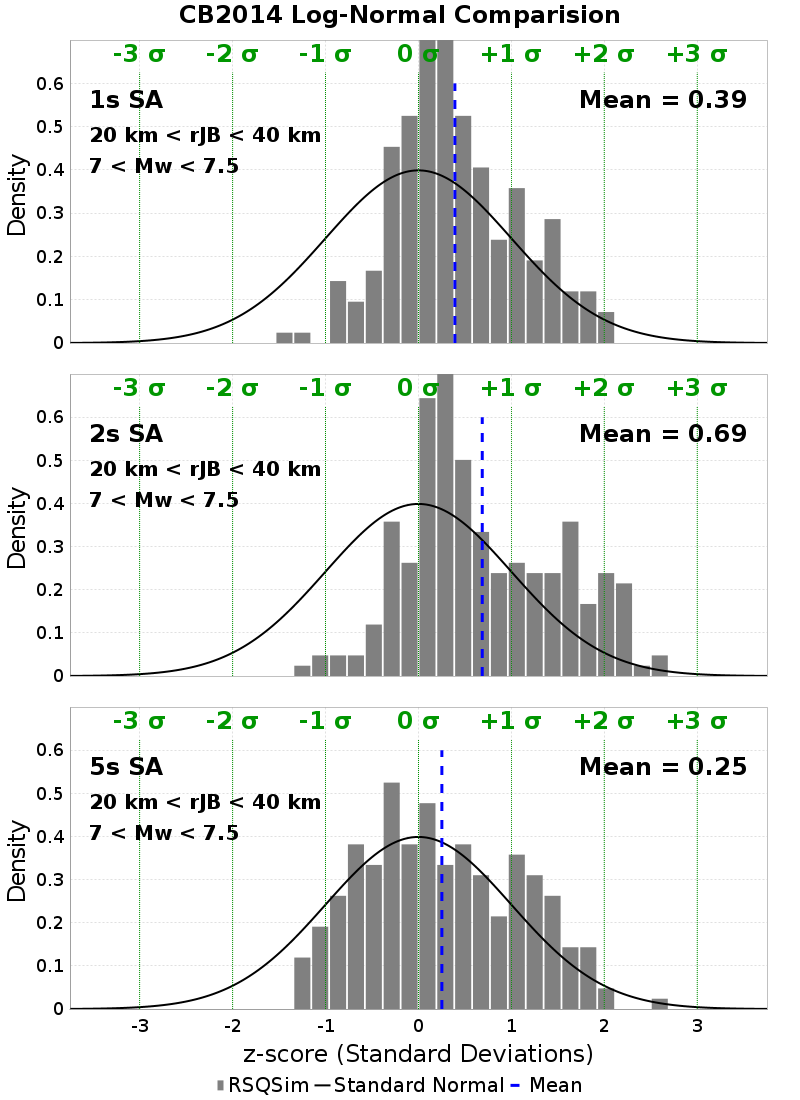 CB2014 Log-Normal Comparision
-3 σ -2 σ -1 σ 0 σ +1 σ +2 σ +3 σ
1s SA Mean = 0.39
20 km < rJB < 40 km
7 < Mw < 7.5
Density
0.6
0.5
0.4
0.3
0.2
0.1
0
-3 σ -2 σ -1 σ 0 σ +1 σ +2 σ +3 σ
2s SA Mean = 0.69
20 km < rJB < 40 km
7 < Mw < 7.5
Density
0.6
0.5
0.4
0.3
0.2
0.1
0
-3 σ -2 σ -1 σ 0 σ +1 σ +2 σ +3 σ
5s SA Mean = 0.25
20 km < rJB < 40 km
7 < Mw < 7.5
Density
0.6
0.5
0.4
0.3
0.2
0.1
0
-3 -2 -1 0 1 2 3
z-score (Standard Deviations)
RSQSim Standard Normal Mean